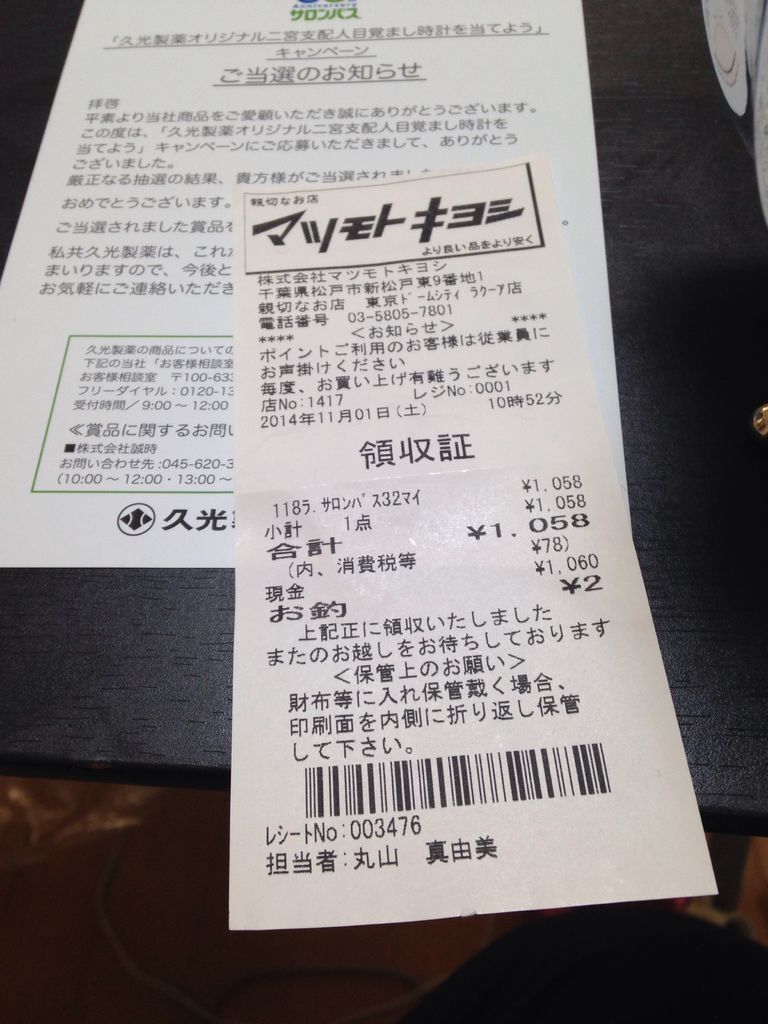 Anniversary
サロンパス
「久光製薬オリジナル二宮支配人目覚まし時計を当てよう」
キャンペーン
ご当選のお知らせ
拝啓
平素より当社商品をご愛顧いただき誠にありがとうございます。
この度は、「久光製薬オリジナル二宮支配人目覚まし時計を
当てよう」キャンペーンにご応募いただきまして、ありがとう
ございました。
厳正なる抽選の結果、貴方様がご当選されました
おめでとうございます。
ご当選されました賞品を
私共久光製薬は、これ
まいりますので、今後と
お気軽にご連絡いただき
久光製薬の商品についての
下記の当社「お客様相談室
お客様相談室 〒100-633
フリーダイヤル:0120-13
受付時間/9:00~12:00
≪賞品に関するお問い
■株式会社誠時
お問い合わせ先:045-620-3
(10:00~12:00・13:00~
久光
親切なお店
マツモトキヨシ
より良い品をより安く
株式会社マツモトキヨシ
千葉県松戸市新松戸東9番地1
親切なお店 東京ドームシティ ラクーア店
電話番号 03-5805-7801
**** <お知らせ> ****
ポイントご利用のお客様は従業員に
お声掛けください
毎度、お買い上げ有難うございます
店No:1417 レジNo:0001
2014年11月01日(土) 10時52分
領収証
118ラ.サロンパス32マイ ¥1,058
小計 1点 ¥1,058
合計 ¥1,058
(内、消費税等 ¥78)
現金 ¥1,060
お釣 ¥2
上記正に領収いたしました
またのお越しをお待ちしております
<保管上のお願い>
財布等に入れ保管戴く場合、
印刷面を内側に折り返し保管
して下さい。
レシートNo:003476
担当者:丸山 真由美